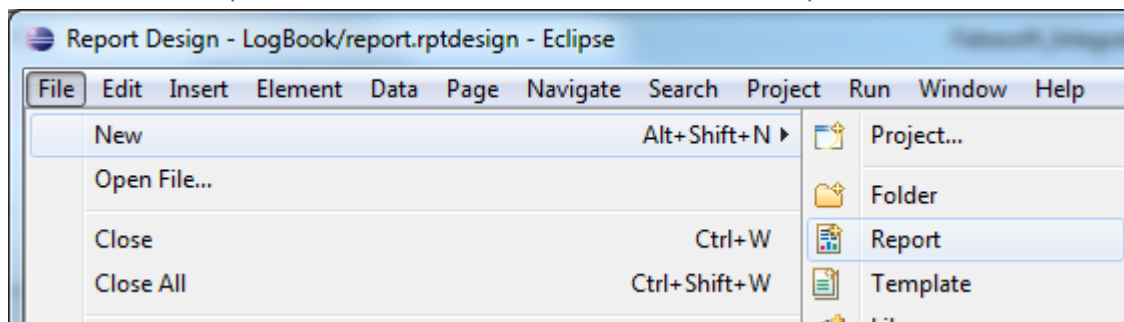 Report Design - LogBook/report.rptdesign - Eclipse
File Edit Insert Element Data Page Navigate Search Project Run Window Help
New Alt+Shift+N
Open File...
Close Ctrl+W
Close All Ctrl+Shift+W
Project...
Folder
Report
Template